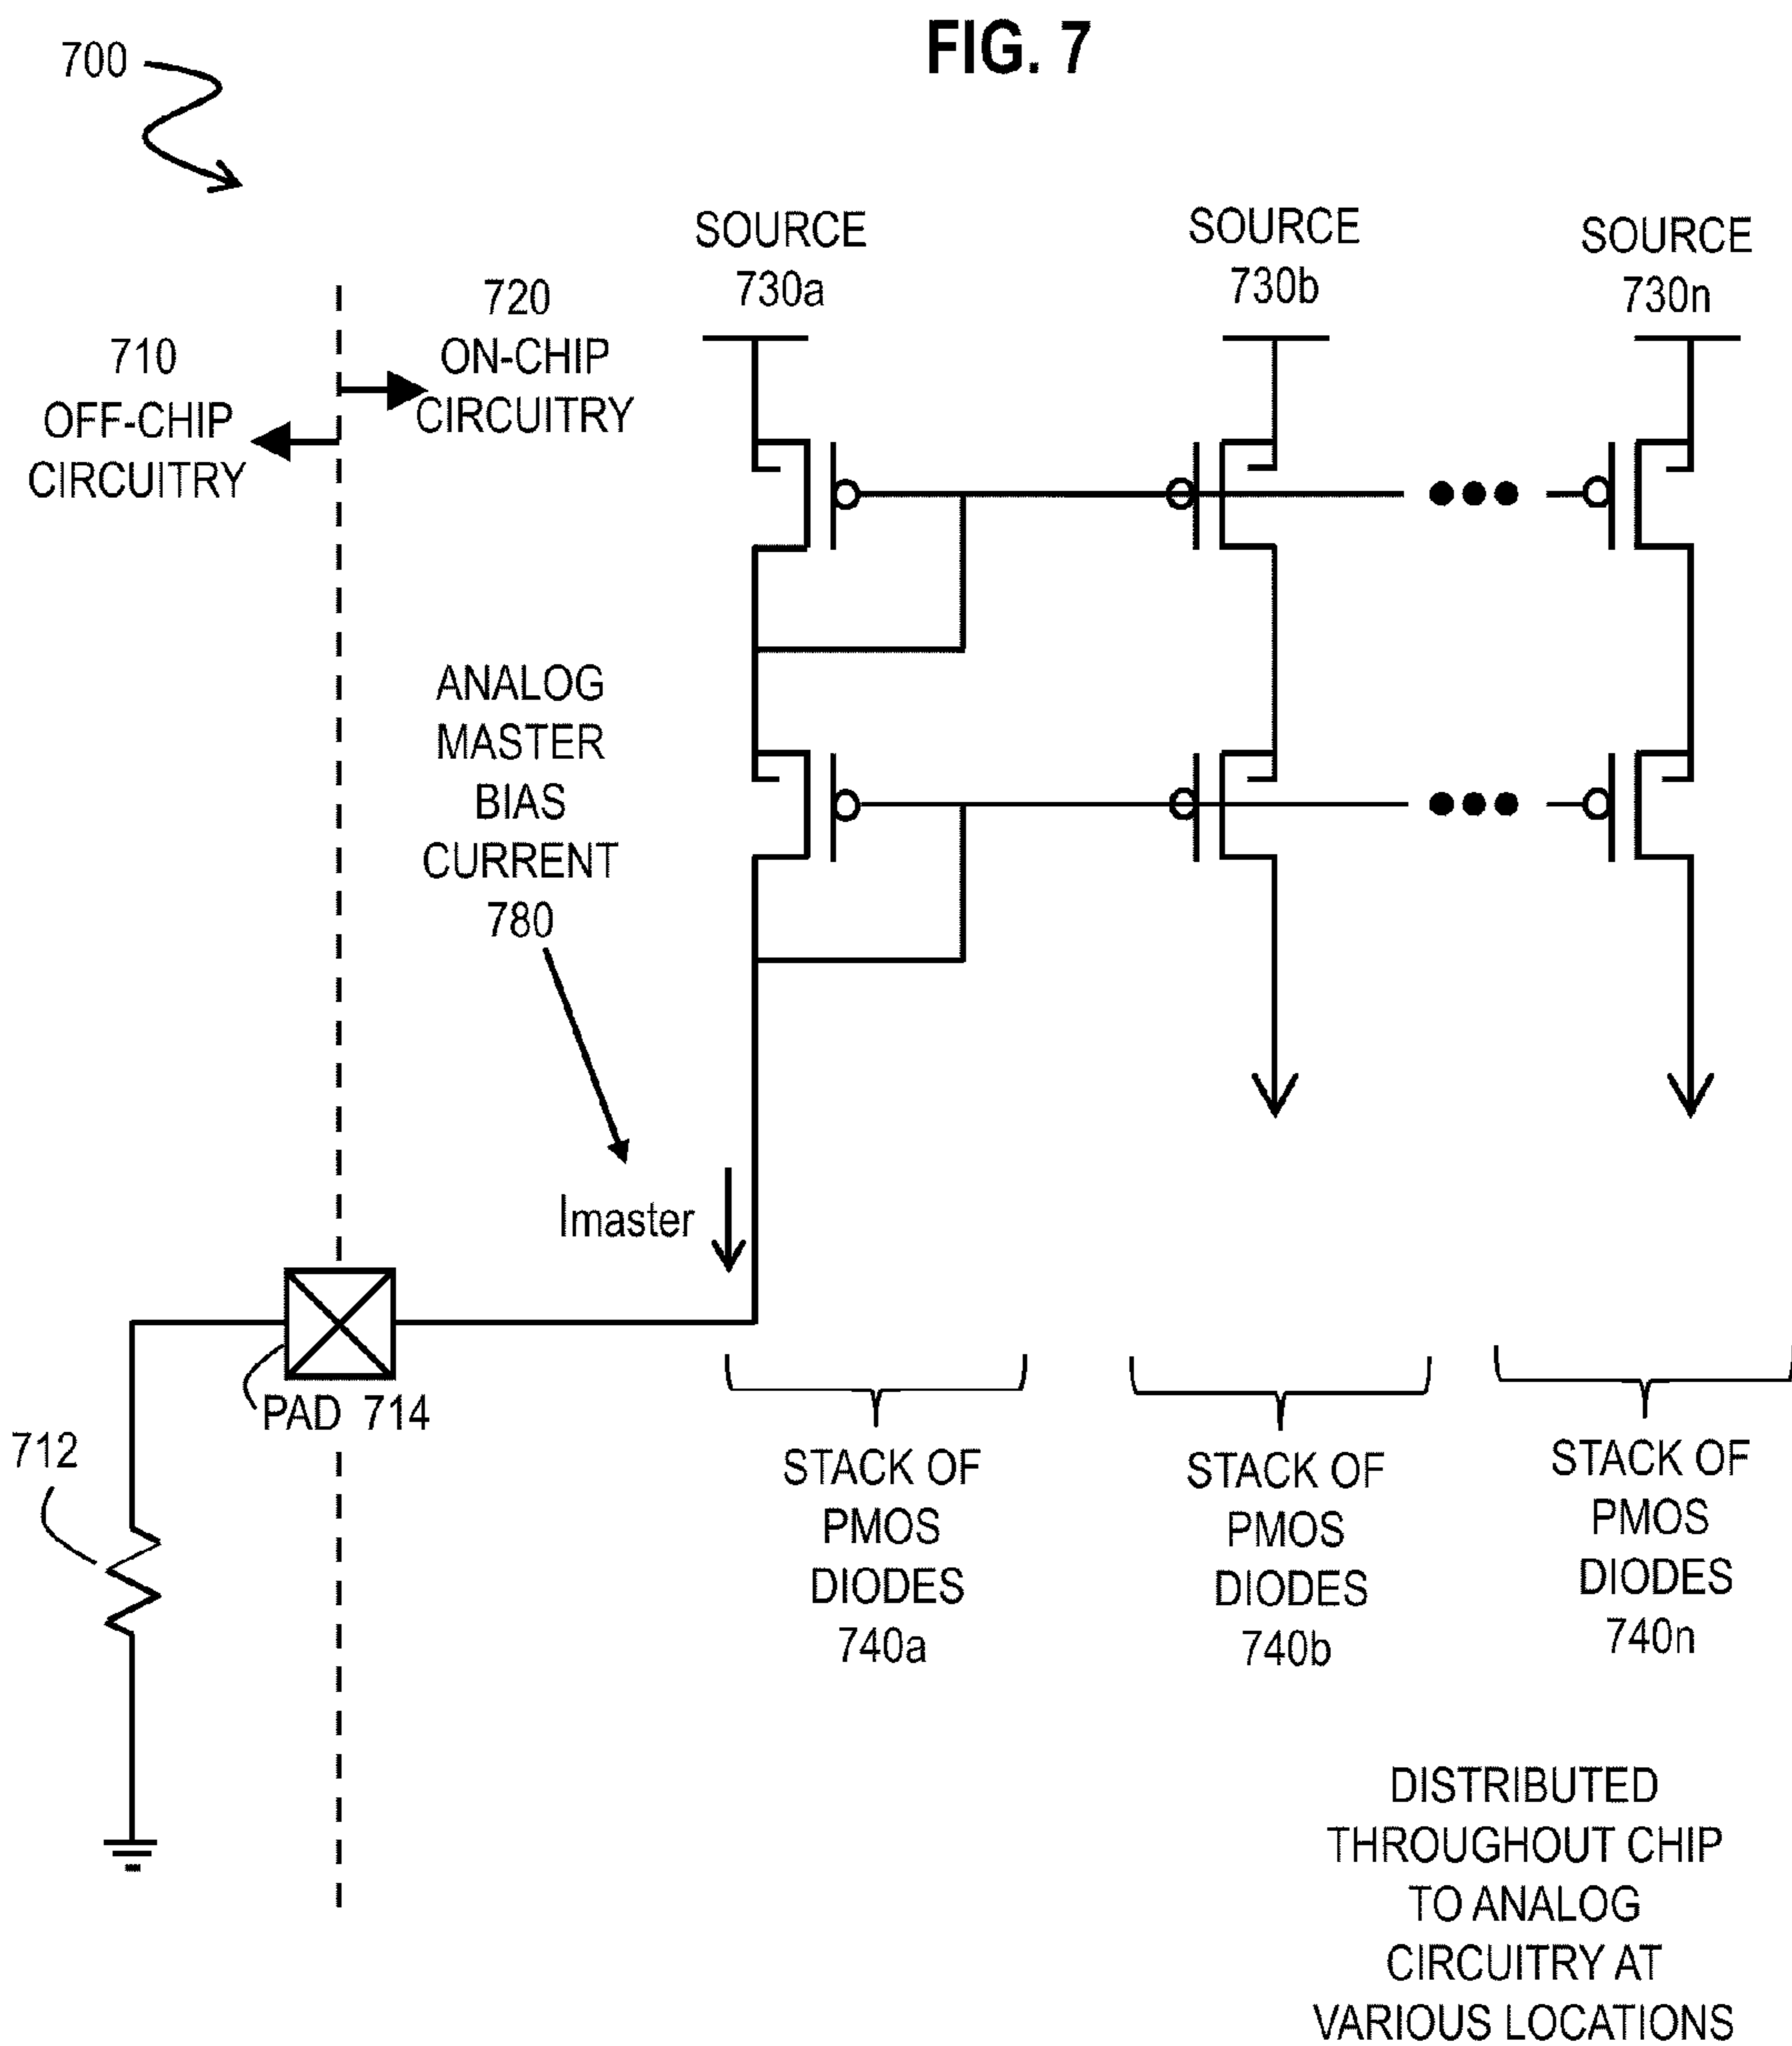 FIG. 7
700
SOURCE
730a
SOURCE
730b
SOURCE
730n
710
OFF-CHIP
CIRCUITRY
720
ON-CHIP
CIRCUITRY
ANALOG
MASTER
BIAS
CURRENT
780
Imaster
PAD 714
712
STACK OF
PMOS
DIODES
740a
STACK OF
PMOS
DIODES
740b
STACK OF
PMOS
DIODES
740n
DISTRIBUTED
THROUGHOUT CHIP
TO ANALOG
CIRCUITRY AT
VARIOUS LOCATIONS